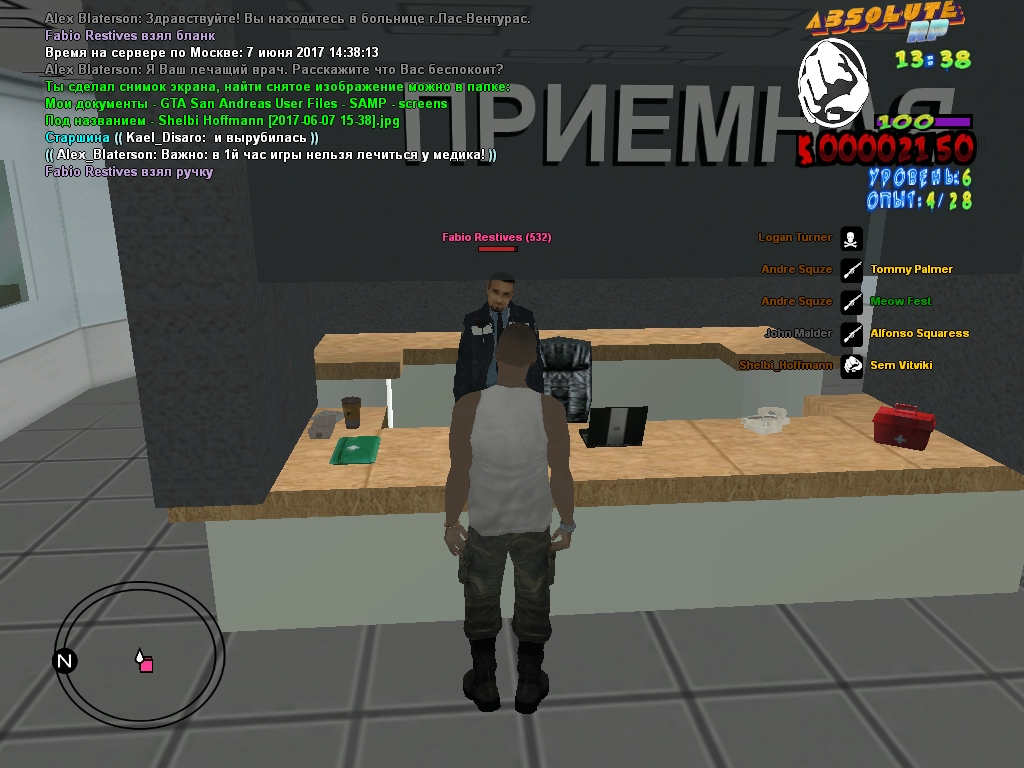 Alex Blaterson: Здравствуйте! Вы находитесь в больнице г.Лас-Вентурас.
Fabio Restives взял бланк
Время на сервере по Москве: 7 июня 2017 14:38:13
Alex Blaterson: Я Ваш лечащий врач. Расскажите что Вас беспокоит?
Ты сделал снимок экрана, найти снятое изображение можно в папке:
Мои документы - GTA San Andreas User Files - SAMP - screens
Под названием - Shelbi Hoffmann [2017-06-07 15-38].jpg
Старшина (( Kael_Disaro: и вырубилась ))
(( Alex_Blaterson: Важно: в 1й час игры нельзя лечиться у медика! ))
Fabio Restives взял ручку
ABSOLUTE
RP
13:38
100
$00002150
УРОВЕНЬ:6
ОПЫТ:4/28
ПРИЕМНАЯ
Fabio Restives (532)
Logan Turner
Andre Squze Tommy Palmer
Andre Squze Meow Fest
John Malder Alfonso Squaress
Shelbi_Hoffmann Sem Vitviki
N